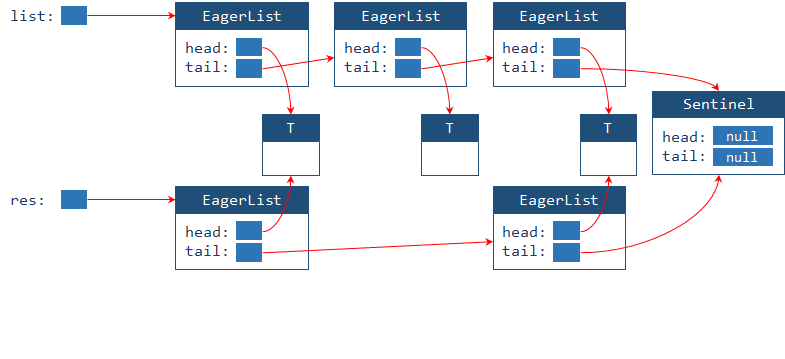 list:
EagerList
head:
tail:
EagerList
head:
tail:
EagerList
head:
tail:
Sentinel
head: null
tail: null
T
T
T
res:
EagerList
head:
tail:
EagerList
head:
tail: